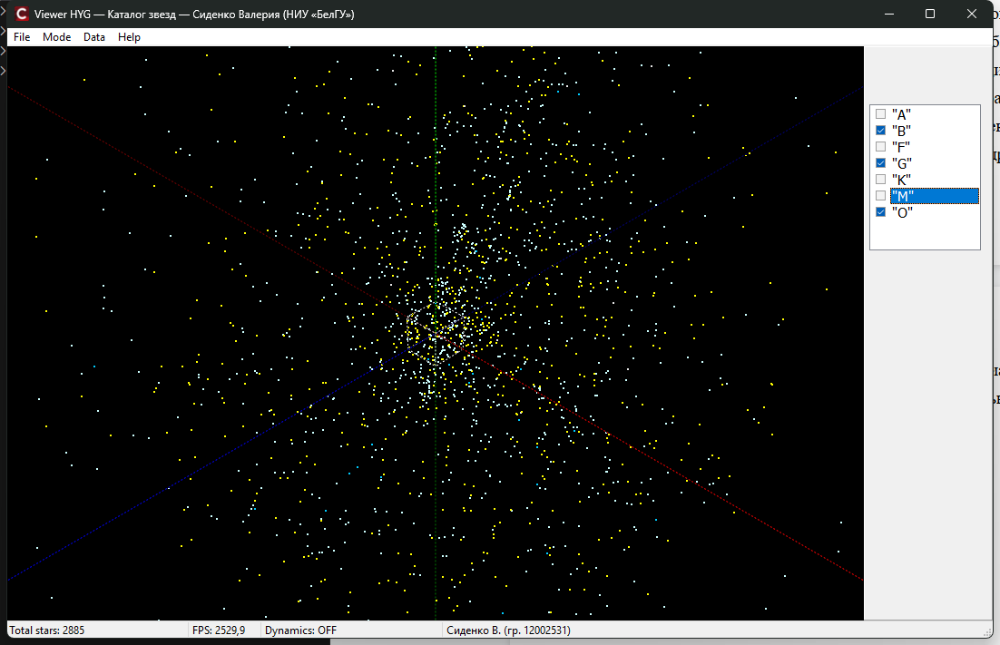 Viewer HYG — Каталог звезд — Сиденко Валерия (НИУ «БелГУ»)
File Mode Data Help
"A"
"B"
"F"
"G"
"K"
"M"
"O"
Total stars: 2885 FPS: 2529,9 Dynamics: OFF Сиденко В. (гр. 12002531)